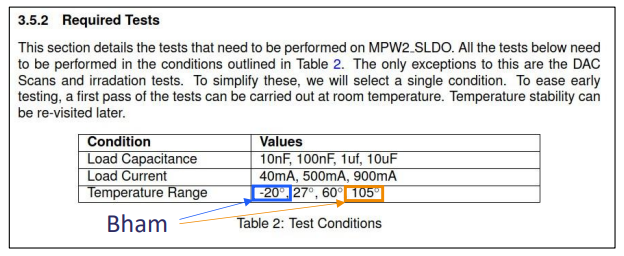 3.5.2 Required Tests
This section details the tests that need to be performed on MPW2_SLDO. All the tests below need
to be performed in the conditions outlined in Table 2. The only exceptions to this are the DAC
Scans and irradation tests. To simplify these, we will select a single condition. To ease early
testing, a first pass of the tests can be carried out at room temperature. Temperature stability can
be re-visited later.
Condition Values
Load Capacitance 10nF, 100nF, 1uf, 10uF
Load Current 40mA, 500mA, 900mA
Temperature Range -20°, 27°, 60° 105°
Bham
Table 2: Test Conditions